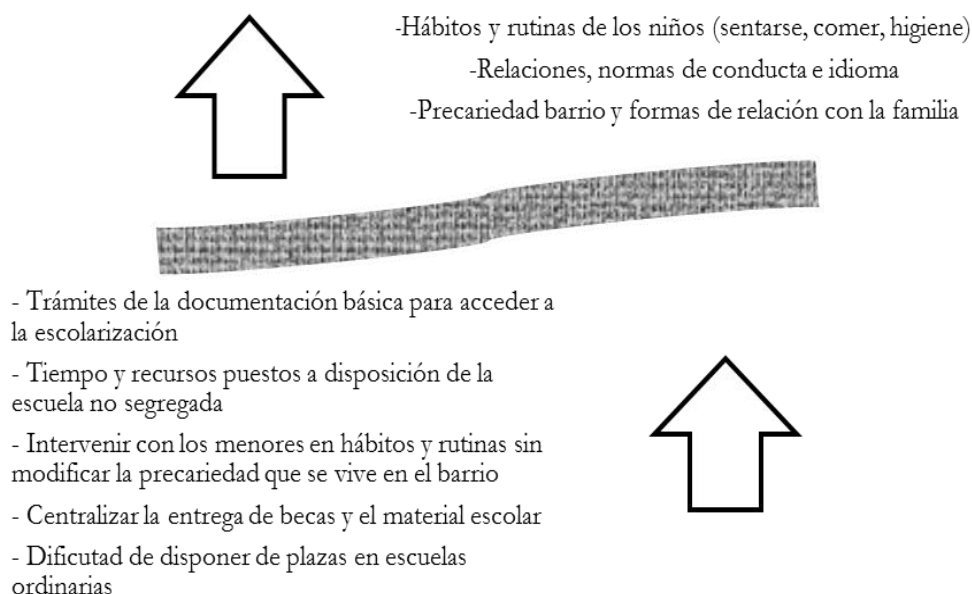 -Hábitos y rutinas de los niños (sentarse, comer, higiene)
-Relaciones, normas de conducta e idioma
-Precariedad barrio y formas de relación con la familia
- Trámites de la documentación básica para acceder a
la escolarización
- Tiempo y recursos puestos a disposición de la
escuela no segregada
- Intervenir con los menores en hábitos y rutinas sin
modificar la precariedad que se vive en el barrio
- Centralizar la entrega de becas y el material escolar
- Dificutad de disponer de plazas en escuelas
ordinarias